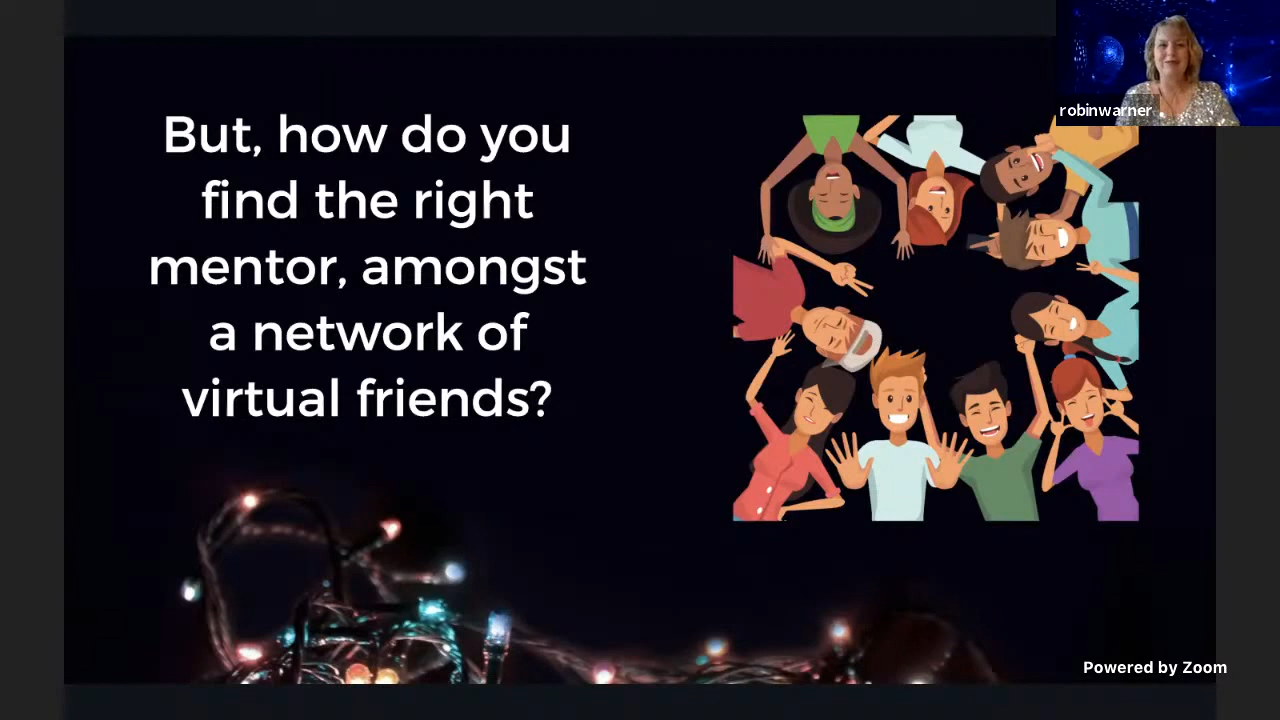 But, how do you
find the right
mentor, amongst
a network of
virtual friends?
robinwarner
Powered by Zoom